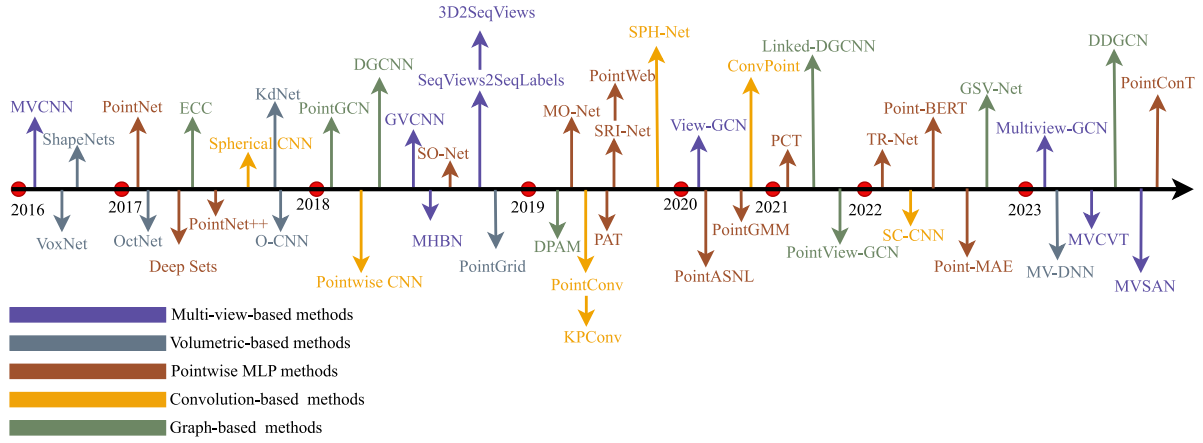 3D2SeqViews
SPH-Net
Linked-DGCNN
DDGCN
DGCNN
SeqViews2SeqLabels
PointWeb
ConvPoint
KdNet
GSV-Net
PointConT
MVCNN
PointNet
ECC
PointGCN
GVCNN
MO-Net
Point-BERT
ShapeNets
Spherical CNN
SO-Net
SRI-Net
View-GCN
PCT
TR-Net
Multiview-GCN
2016
2017
2018
2019
2020
2021
2022
2023
VoxNet
OctNet
PointNet++
O-CNN
MHBN
DPAM
PAT
PointGMM
SC-CNN
MVCVT
Deep Sets
PointGrid
PointView-GCN
Point-MAE
Pointwise CNN
PointConv
PointASNL
MV-DNN
MVSAN
KPConv
Multi-view-based methods
Volumetric-based methods
Pointwise MLP methods
Convolution-based methods
Graph-based methods